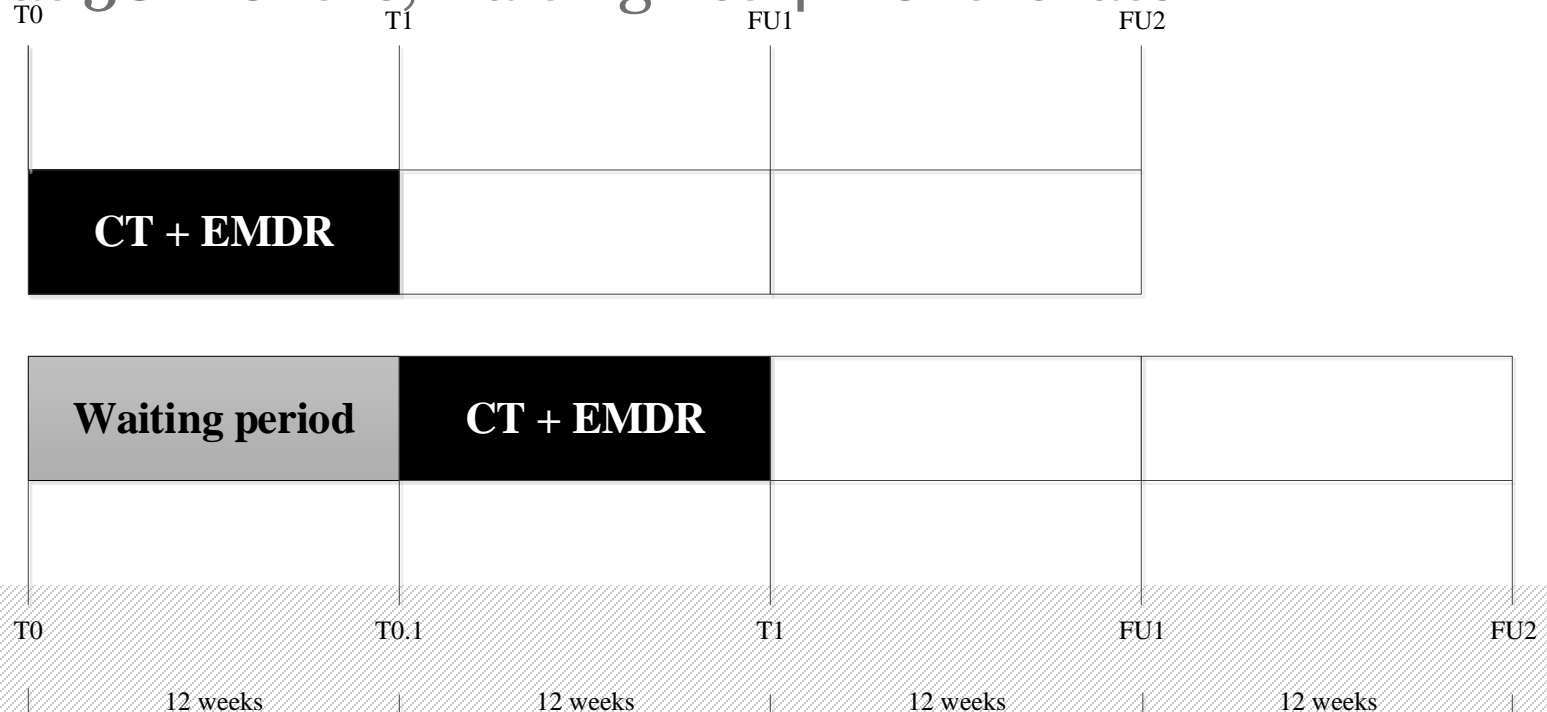 T0 T1 FU1 FU2
CT + EMDR
Waiting period CT + EMDR
T0 T0.1 T1 FU1 FU2
12 weeks 12 weeks 12 weeks 12 weeks